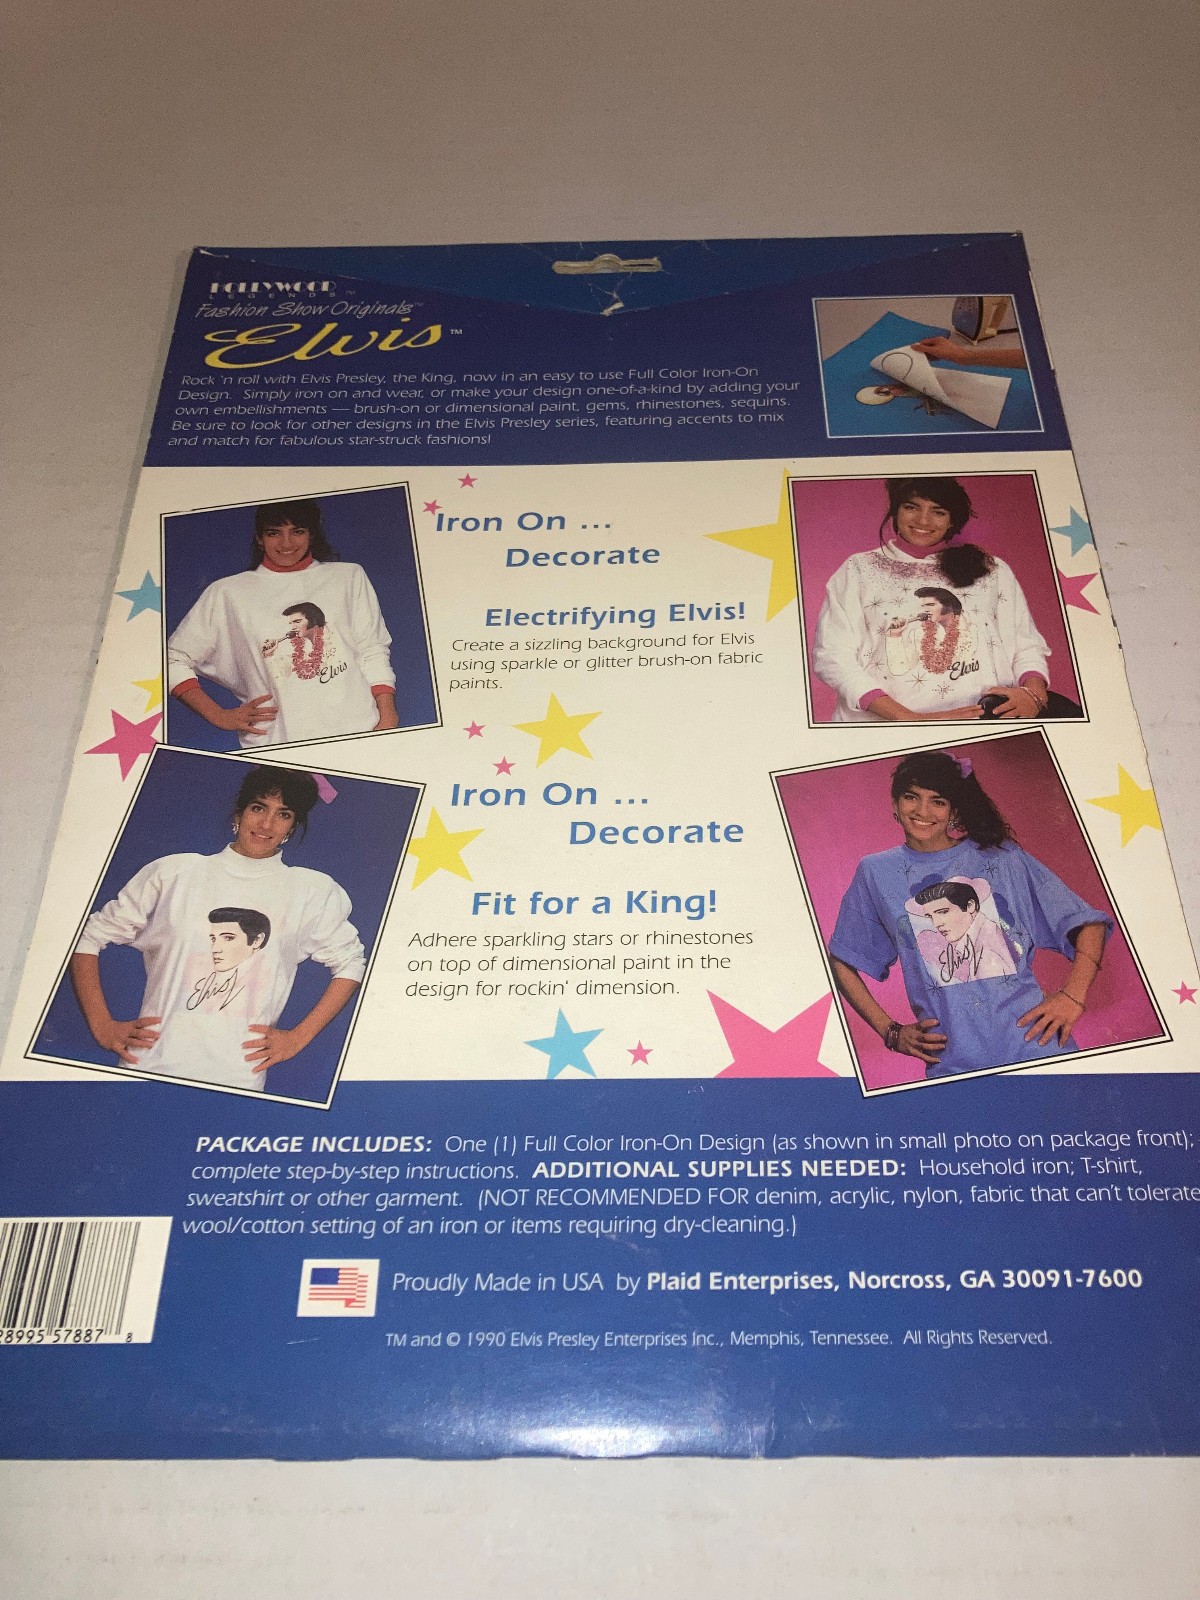 HOLLYWOOD
LEGENDS™
Fashion Show Originals™
Elvis™
Rock 'n roll with Elvis Presley, the King, now in an easy to use Full Color Iron-On
Design. Simply iron on and wear, or make your design one-of-a-kind by adding your
own embellishments — brush-on or dimensional paint, gems, rhinestones, sequins.
Be sure to look for other designs in the Elvis Presley series, featuring accents to mix
and match for fabulous star-struck fashions!
Iron On ...
Decorate
Electrifying Elvis!
Create a sizzling background for Elvis
using sparkle or glitter brush-on fabric
paints.
Elvis
Elvis
Iron On ...
Decorate
Fit for a King!
Adhere sparkling stars or rhinestones
on top of dimensional paint in the
design for rockin' dimension.
Elvis
Elvis
PACKAGE INCLUDES: One (1) Full Color Iron-On Design (as shown in small photo on package front);
complete step-by-step instructions. ADDITIONAL SUPPLIES NEEDED: Household iron; T-shirt,
sweatshirt or other garment. (NOT RECOMMENDED FOR denim, acrylic, nylon, fabric that can't tolerate
wool/cotton setting of an iron or items requiring dry-cleaning.)
28995 57887 8
Proudly Made in USA by Plaid Enterprises, Norcross, GA 30091-7600
TM and © 1990 Elvis Presley Enterprises Inc., Memphis, Tennessee. All Rights Reserved.